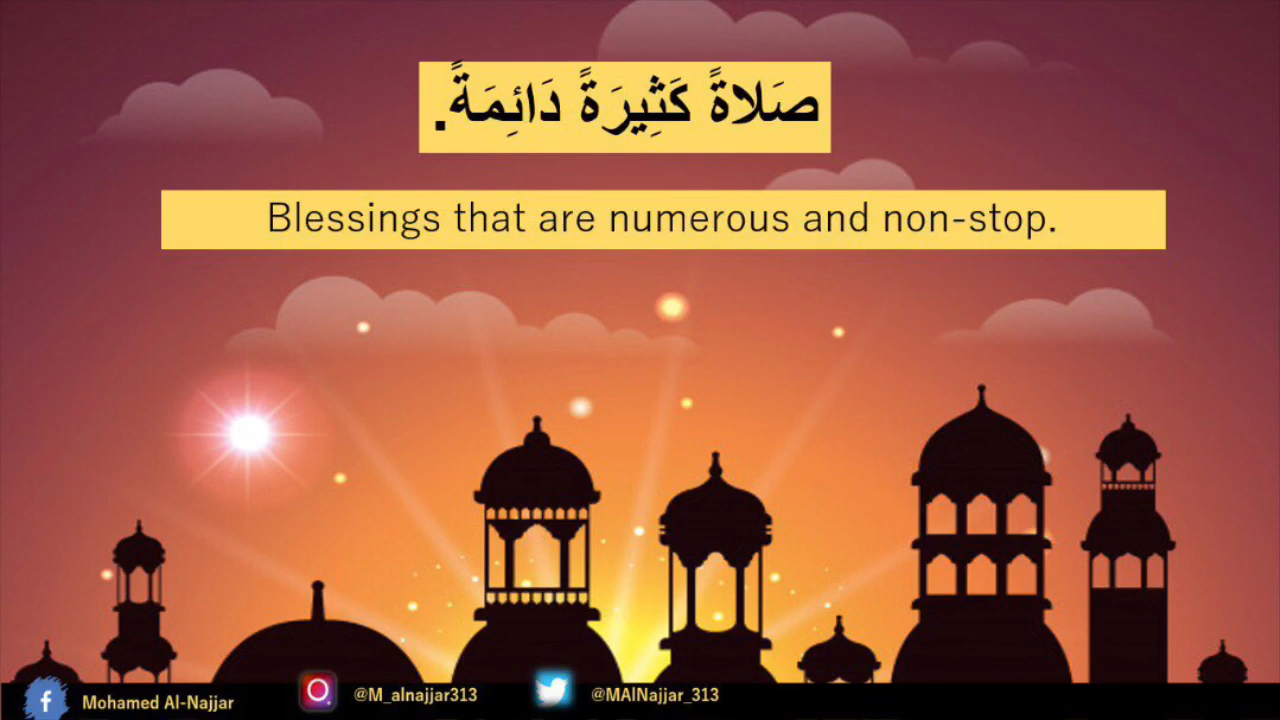 صَلاةً كَثِيرَةً دَائِمَةً.
Blessings that are numerous and non-stop.
Mohamed Al-Najjar
@M_alnajjar313
@MAlNajjar_313